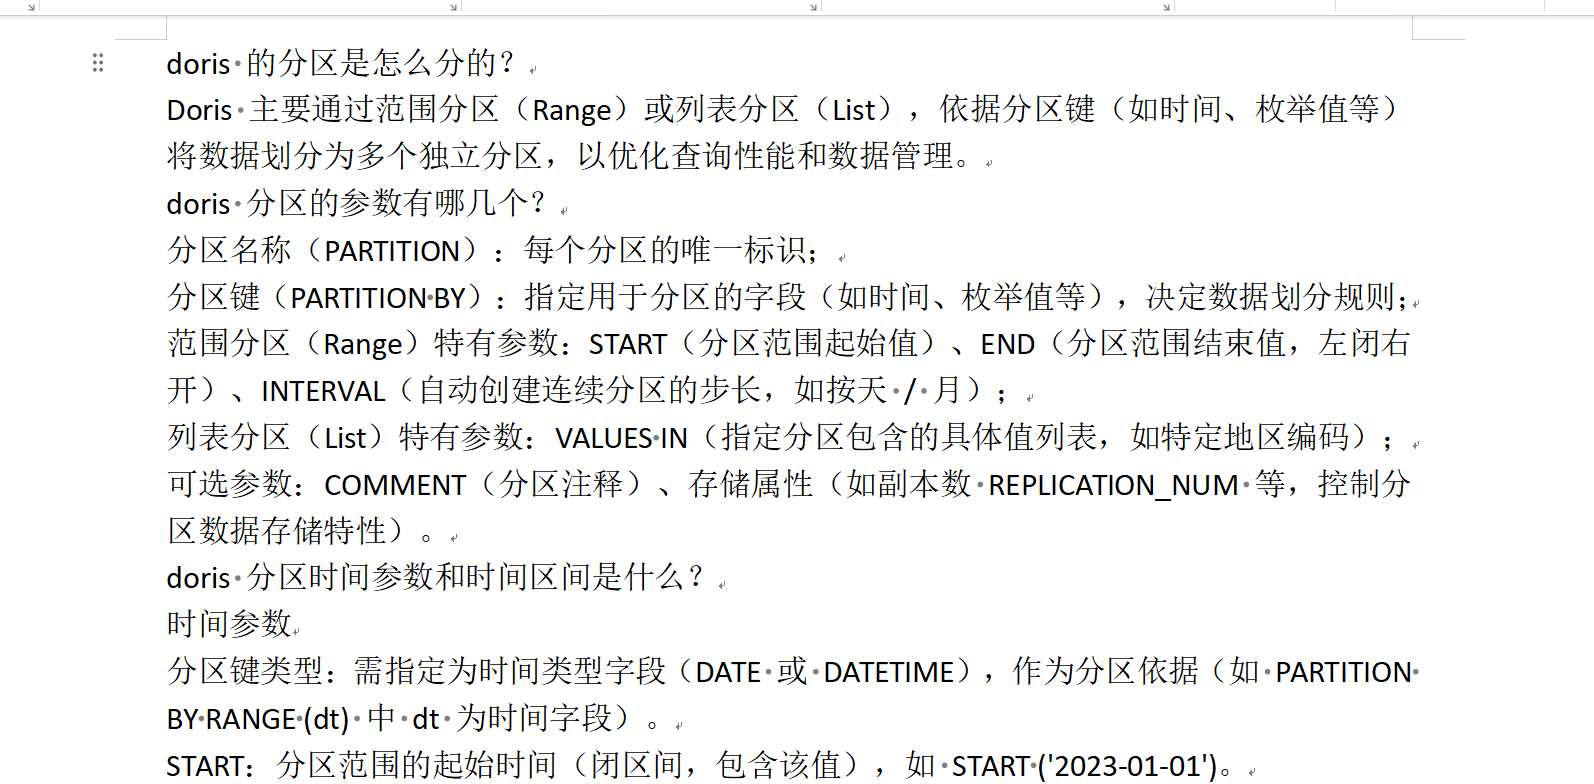 doris 的分区是怎么分的？
Doris 主要通过范围分区（Range）或列表分区（List），依据分区键（如时间、枚举值等）
将数据划分为多个独立分区，以优化查询性能和数据管理。
doris 分区的参数有哪几个？
分区名称（PARTITION）：每个分区的唯一标识；
分区键（PARTITION BY）：指定用于分区的字段（如时间、枚举值等），决定数据划分规则；
范围分区（Range）特有参数：START（分区范围起始值）、END（分区范围结束值，左闭右
开）、INTERVAL（自动创建连续分区的步长，如按天 / 月）；
列表分区（List）特有参数：VALUES IN（指定分区包含的具体值列表，如特定地区编码）；
可选参数：COMMENT（分区注释）、存储属性（如副本数 REPLICATION_NUM 等，控制分
区数据存储特性）。
doris 分区时间参数和时间区间是什么？
时间参数
分区键类型：需指定为时间类型字段（DATE 或 DATETIME），作为分区依据（如 PARTITION
BY RANGE (dt) 中 dt 为时间字段）。
START：分区范围的起始时间（闭区间，包含该值），如 START ('2023-01-01')。